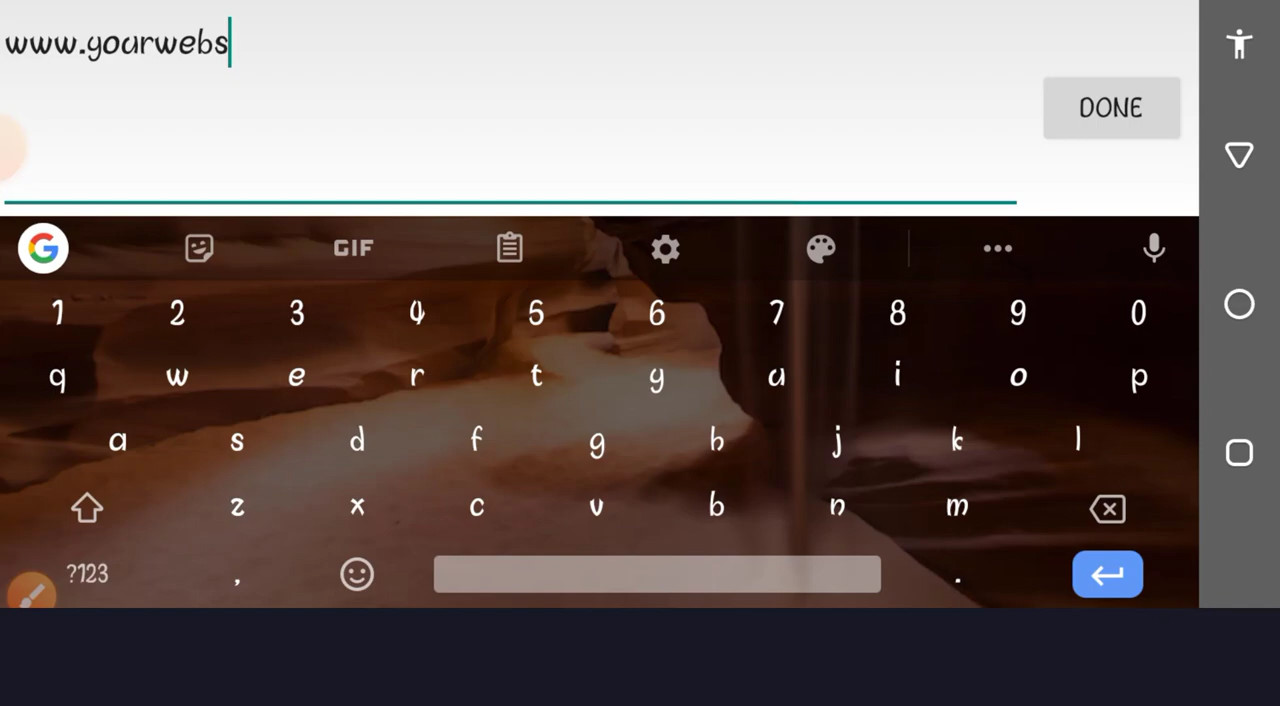 www.yourwebs
DONE
G GIF
1 2 3 4 5 6 7 8 9 0
q w e r t y u i o p
a s d f g h j k l
z x c v b n m
?123 , .